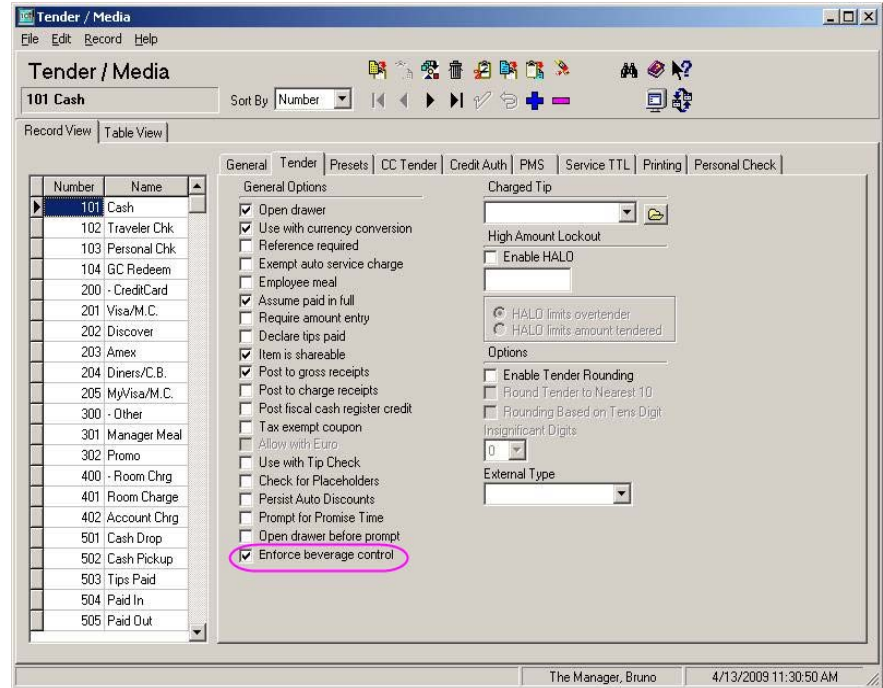 Tender / Media
File Edit Record Help
Tender / Media
101 Cash
Sort By Number
Record View Table View
General Tender Presets CC Tender Credit Auth PMS Service TTL Printing Personal Check
Number Name
101 Cash
102 Traveler Chk
103 Personal Chk
104 GC Redeem
200 - CreditCard
201 Visa/M.C.
202 Discover
203 Amex
204 Diners/C.B.
205 MyVisa/M.C.
300 - Other
301 Manager Meal
302 Promo
400 - Room Chrg
401 Room Charge
402 Account Chrg
501 Cash Drop
502 Cash Pickup
503 Tips Paid
504 Paid In
505 Paid Out
General Options
Open drawer
Use with currency conversion
Reference required
Exempt auto service charge
Employee meal
Assume paid in full
Require amount entry
Declare tips paid
Item is shareable
Post to gross receipts
Post to charge receipts
Post fiscal cash register credit
Tax exempt coupon
Allow with Euro
Use with Tip Check
Check for Placeholders
Persist Auto Discounts
Prompt for Promise Time
Open drawer before prompt
Enforce beverage control
Charged Tip
High Amount Lockout
Enable HALO
HALO limits overtender
HALO limits amount tendered
Options
Enable Tender Rounding
Round Tender to Nearest 10
Rounding Based on Tens Digit
Insignificant Digits
0
External Type
The Manager, Bruno 4/13/2009 11:30:50 AM